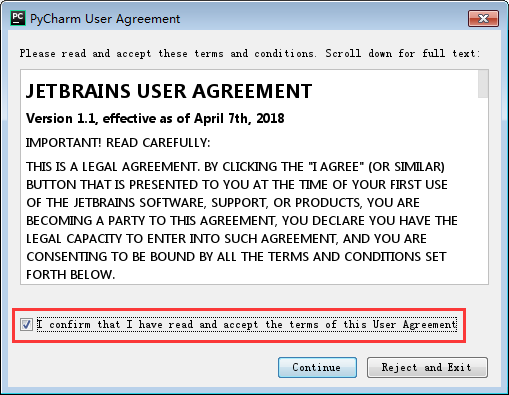 PC PyCharm User Agreement
Please read and accept these terms and conditions. Scroll down for full text:
JETBRAINS USER AGREEMENT
Version 1.1, effective as of April 7th, 2018
IMPORTANT! READ CAREFULLY:
THIS IS A LEGAL AGREEMENT. BY CLICKING THE "I AGREE" (OR SIMILAR)
BUTTON THAT IS PRESENTED TO YOU AT THE TIME OF YOUR FIRST USE
OF THE JETBRAINS SOFTWARE, SUPPORT, OR PRODUCTS, YOU ARE
BECOMING A PARTY TO THIS AGREEMENT, YOU DECLARE YOU HAVE THE
LEGAL CAPACITY TO ENTER INTO SUCH AGREEMENT, AND YOU ARE
CONSENTING TO BE BOUND BY ALL THE TERMS AND CONDITIONS SET
FORTH BELOW.
I confirm that I have read and accept the terms of this User Agreement
Continue Reject and Exit